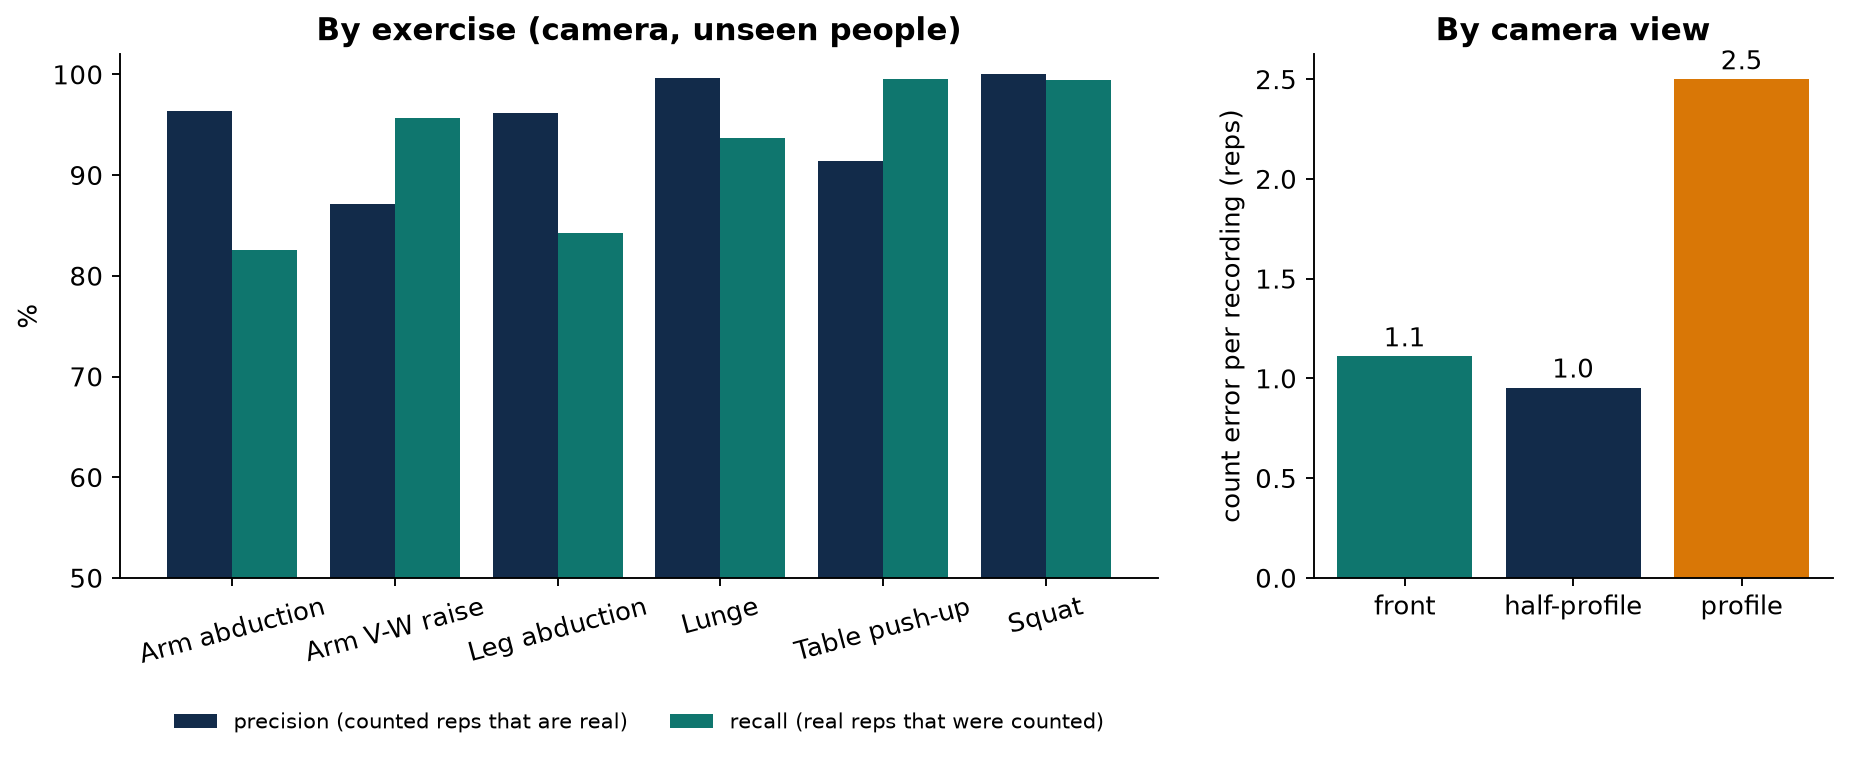 By exercise (camera, unseen people)
%
100
90
80
70
60
50
Arm abduction
Arm V-W raise
Leg abduction
Lunge
Table push-up
Squat
precision (counted reps that are real)
recall (real reps that were counted)
By camera view
count error per recording (reps)
2.5
2.0
1.5
1.0
0.5
0.0
1.1
1.0
2.5
front
half-profile
profile